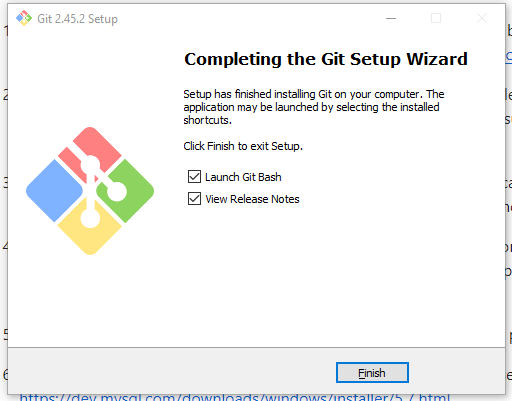 Git 2.45.2 Setup
Completing the Git Setup Wizard
Setup has finished installing Git on your computer. The
application may be launched by selecting the installed
shortcuts.
Click Finish to exit Setup.
Launch Git Bash
View Release Notes
Finish
https://dev.mysql.com/downloads/windows/installer/5.7.html